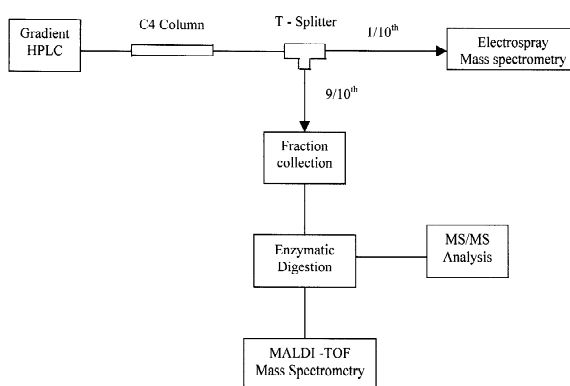 C4 Column
T - Splitter
Gradient
HPLC
1/10th
Electrospray
Mass spectrometry
9/10th
Fraction
collection
Enzymatic
Digestion
MS/MS
Analysis
MALDI -TOF
Mass Spectrometry